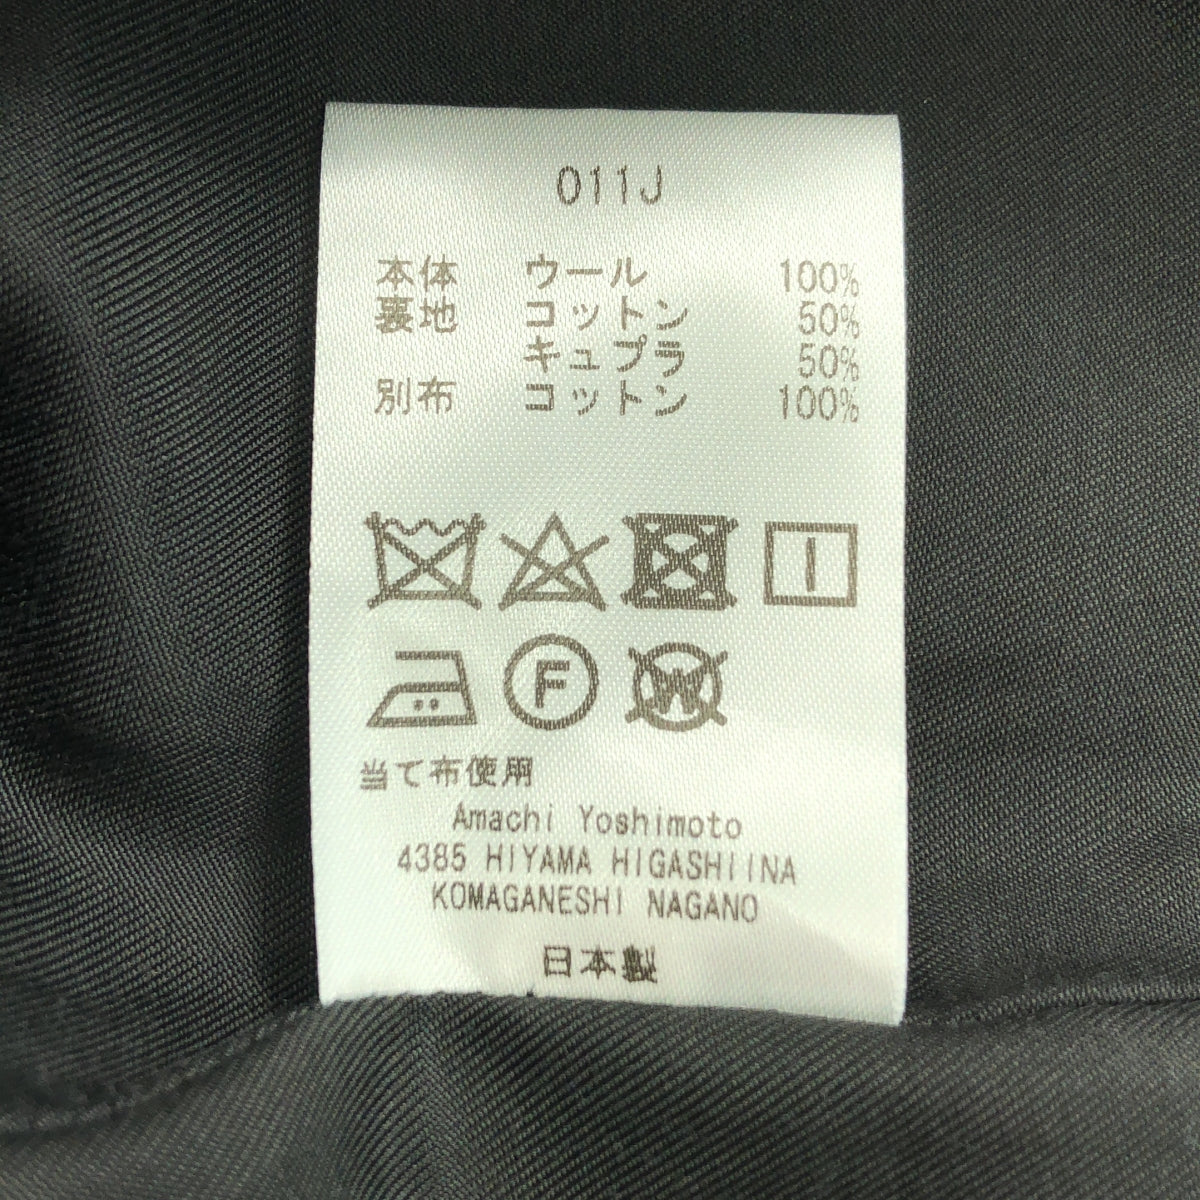 011J
本体 ウール 100%
裏地 コットン 50%
キュプラ 50%
別布 コットン 100%
F W
当て布使用
Amachi Yoshimoto
4385 HIYAMA HIGASHIINA
KOMAGANESHI NAGANO
日本製